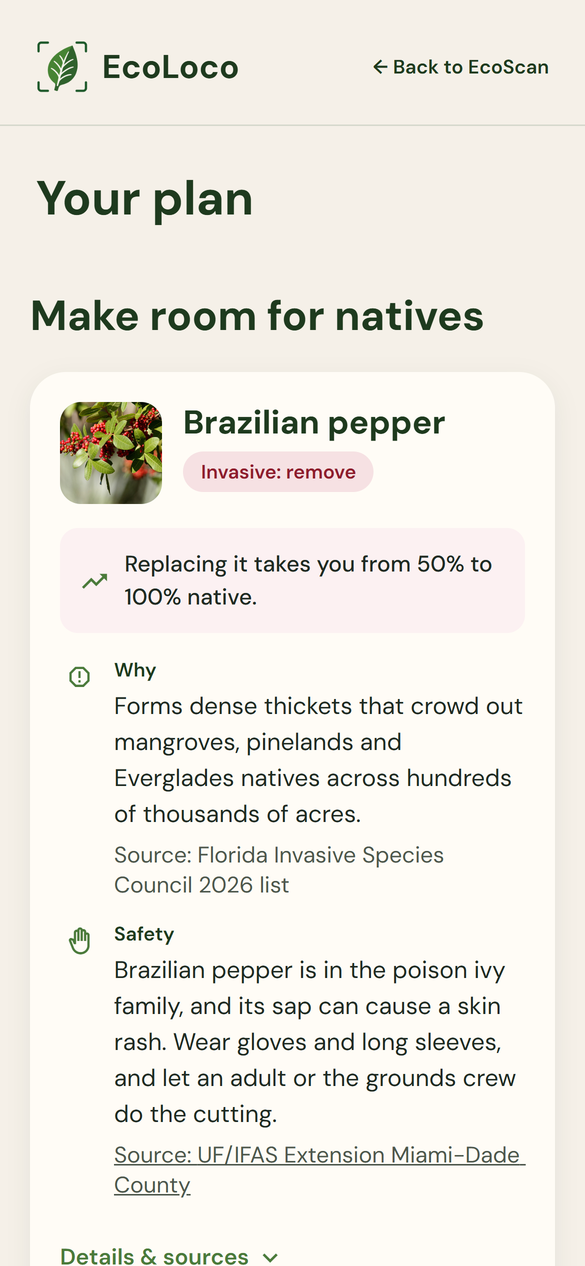 EcoLoco
← Back to EcoScan
Your plan
Make room for natives
Brazilian pepper
Invasive: remove
Replacing it takes you from 50% to
100% native.
Why
Forms dense thickets that crowd out
mangroves, pinelands and
Everglades natives across hundreds
of thousands of acres.
Source: Florida Invasive Species
Council 2026 list
Safety
Brazilian pepper is in the poison ivy
family, and its sap can cause a skin
rash. Wear gloves and long sleeves,
and let an adult or the grounds crew
do the cutting.
Source: UF/IFAS Extension Miami-Dade
County
Details & sources